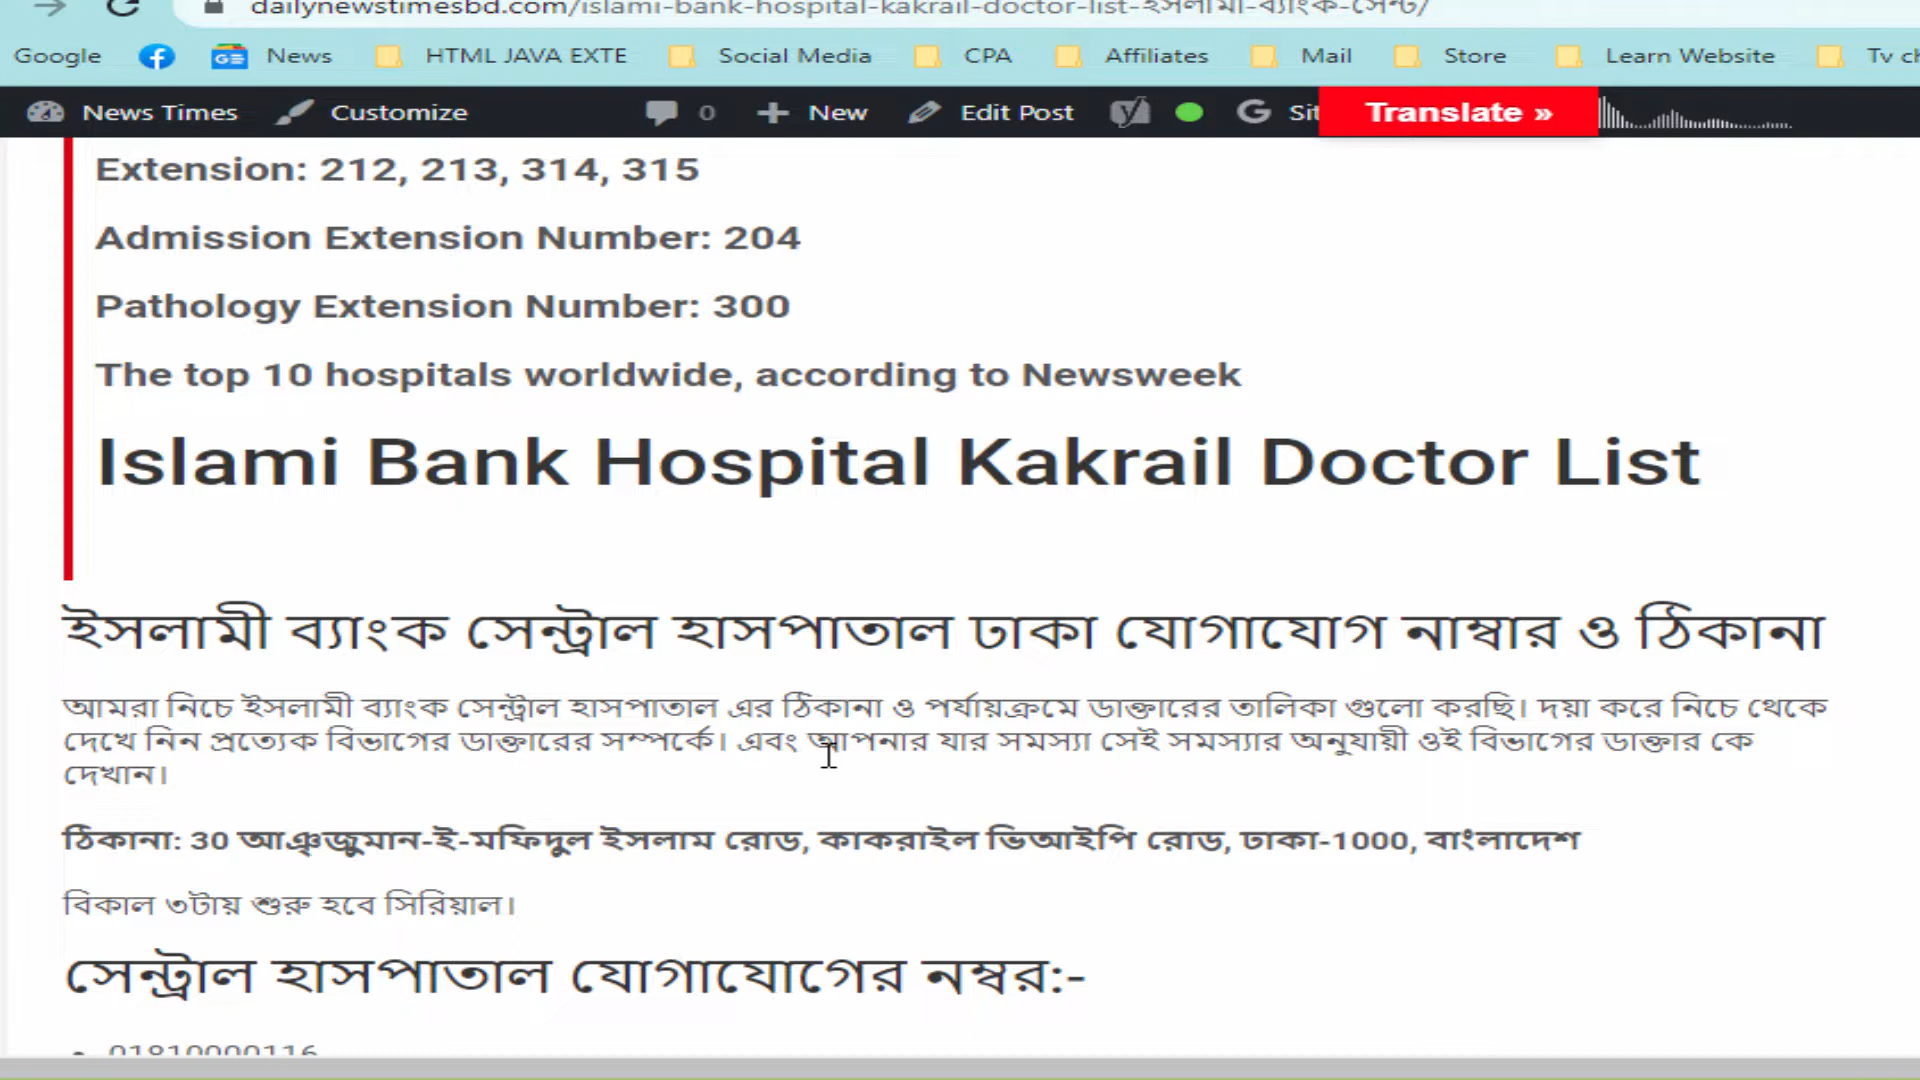 dailynewstimesbd.com/islami-bank-hospital-kakrail-doctor-list-ইসলামী-ব্যাংক-সেন্ট/
Google News HTML JAVA EXTE Social Media CPA Affiliates Mail Store Learn Website Tv ch
News Times Customize 0 New Edit Post Sit Translate »
Extension: 212, 213, 314, 315
Admission Extension Number: 204
Pathology Extension Number: 300
The top 10 hospitals worldwide, according to Newsweek
Islami Bank Hospital Kakrail Doctor List
ইসলামী ব্যাংক সেন্ট্রাল হাসপাতাল ঢাকা যোগাযোগ নাম্বার ও ঠিকানা
আমরা নিচে ইসলামী ব্যাংক সেন্ট্রাল হাসপাতাল এর ঠিকানা ও পর্যায়ক্রমে ডাক্তারের তালিকা গুলো করছি। দয়া করে নিচে থেকে
দেখে নিন প্রত্যেক বিভাগের ডাক্তারের সম্পর্কে। এবং আপনার যার সমস্যা সেই সমস্যার অনুযায়ী ওই বিভাগের ডাক্তার কে
দেখান।
ঠিকানা: 30 আঞ্জুমান-ই-মফিদুল ইসলাম রোড, কাকরাইল ভিআইপি রোড, ঢাকা-1000, বাংলাদেশ
বিকাল ৩টায় শুরু হবে সিরিয়াল।
সেন্ট্রাল হাসপাতাল যোগাযোগের নম্বর:-
01810000116